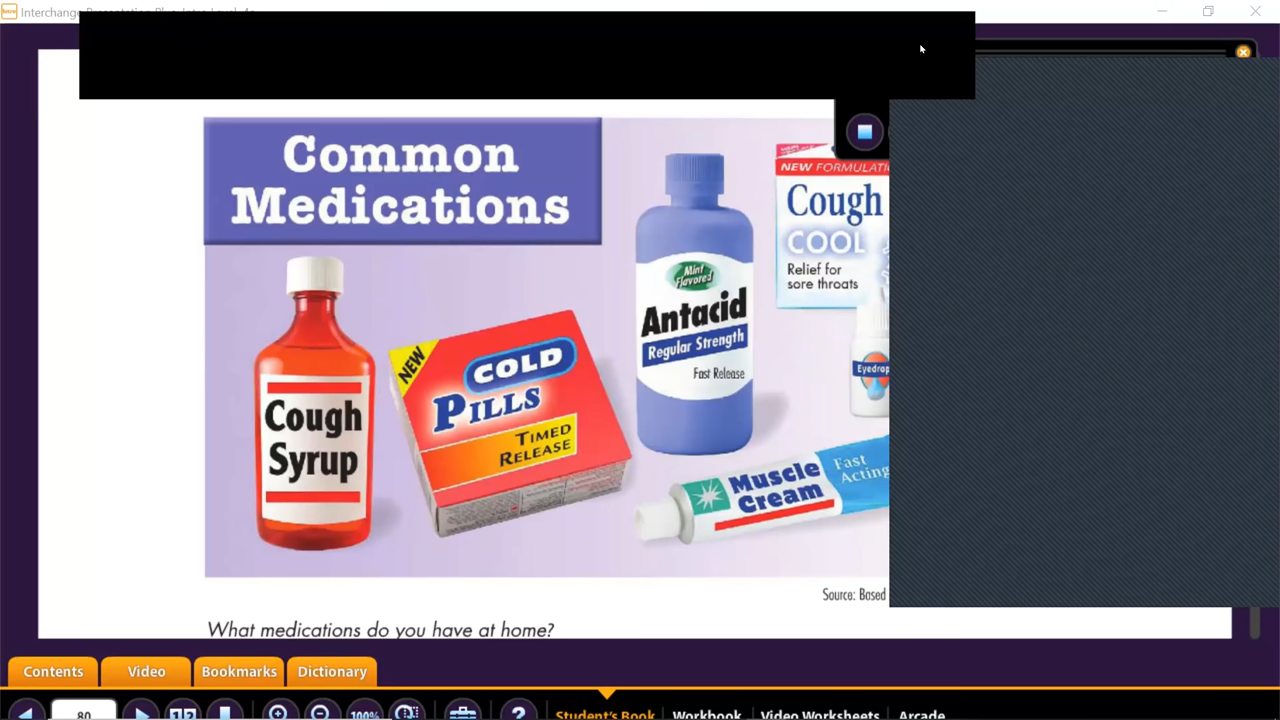 Common
Medications
NEW FORMULATI
Cough
COOL
Relief for
sore throats
Mint
Flavored
Antacid
Regular Strength
Fast Release
Eyedrop
NEW
COLD
PILLS
TIMED
RELEASE
Cough
Syrup
Muscle
Cream
Fast
Acting
Source: Based
What medications do you have at home?
Contents
Video
Bookmarks
Dictionary
80
100%
Student's Book
Workbook
Video Worksheets
Arcade